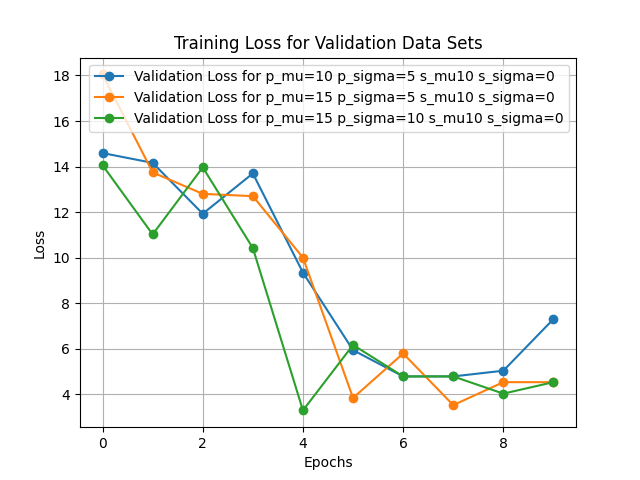 Training Loss for Validation Data Sets
Validation Loss for p_mu=10 p_sigma=5 s_mu10 s_sigma=0
Validation Loss for p_mu=15 p_sigma=5 s_mu10 s_sigma=0
Validation Loss for p_mu=15 p_sigma=10 s_mu10 s_sigma=0
18
16
14
12
10
8
6
4
Loss
0 2 4 6 8
Epochs